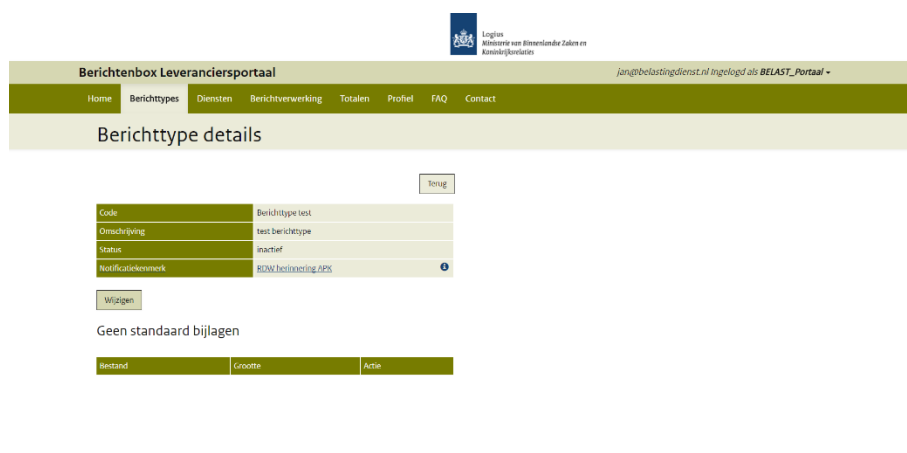 Logius
Ministerie van Binnenlandse Zaken en
Koninkrijksrelaties
Berichtenbox Leveranciersportaal
jan@belastingdienst.nl Ingelogd als BELAST_Portaal
Home Berichttypes Diensten Berichtverwerking Totalen Profiel FAQ Contact
Berichttype details
Terug
Code Berichttype test
Omschrijving test berichttype
Status inactief
Notificatiekenmerk RDW herinnering APK
Wijzigen
Geen standaard bijlagen
Bestand Grootte Actie